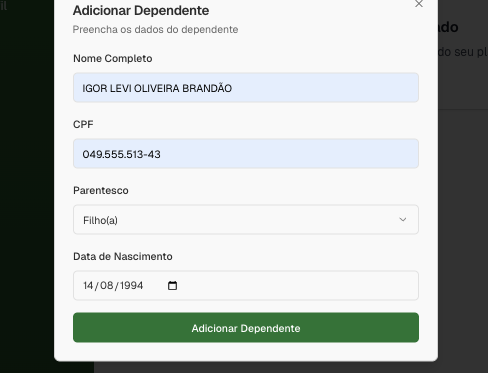 il
Adicionar Dependente
Preencha os dados do dependente
Nome Completo
IGOR LEVI OLIVEIRA BRANDÃO
CPF
049.555.513-43
Parentesco
Filho(a)
Data de Nascimento
14/08/1994
Adicionar Dependente
do seu pl